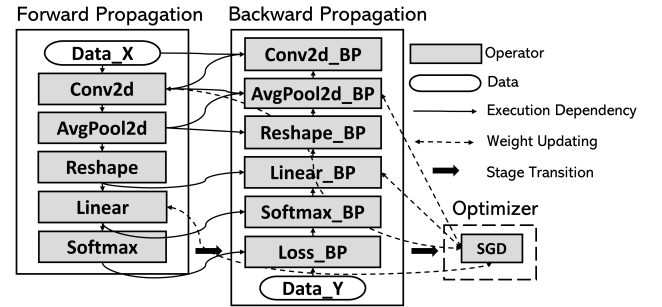 Forward Propagation
Backward Propagation
Data_X
Conv2d
AvgPool2d
Reshape
Linear
Softmax
Conv2d_BP
AvgPool2d_BP
Reshape_BP
Linear_BP
Softmax_BP
Loss_BP
Data_Y
Operator
Data
Execution Dependency
Weight Updating
Stage Transition
Optimizer
SGD